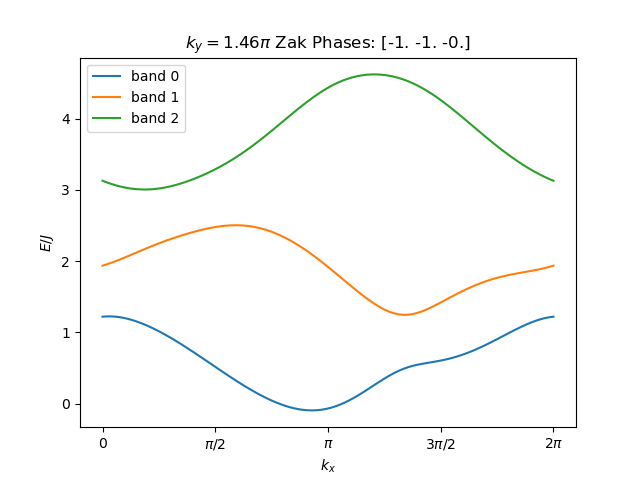 k_y = 1.46π Zak Phases: [-1. -1. -0.]
band 0
band 1
band 2
4
3
2
1
0
E/J
0 π/2 π 3π/2 2π
k_x